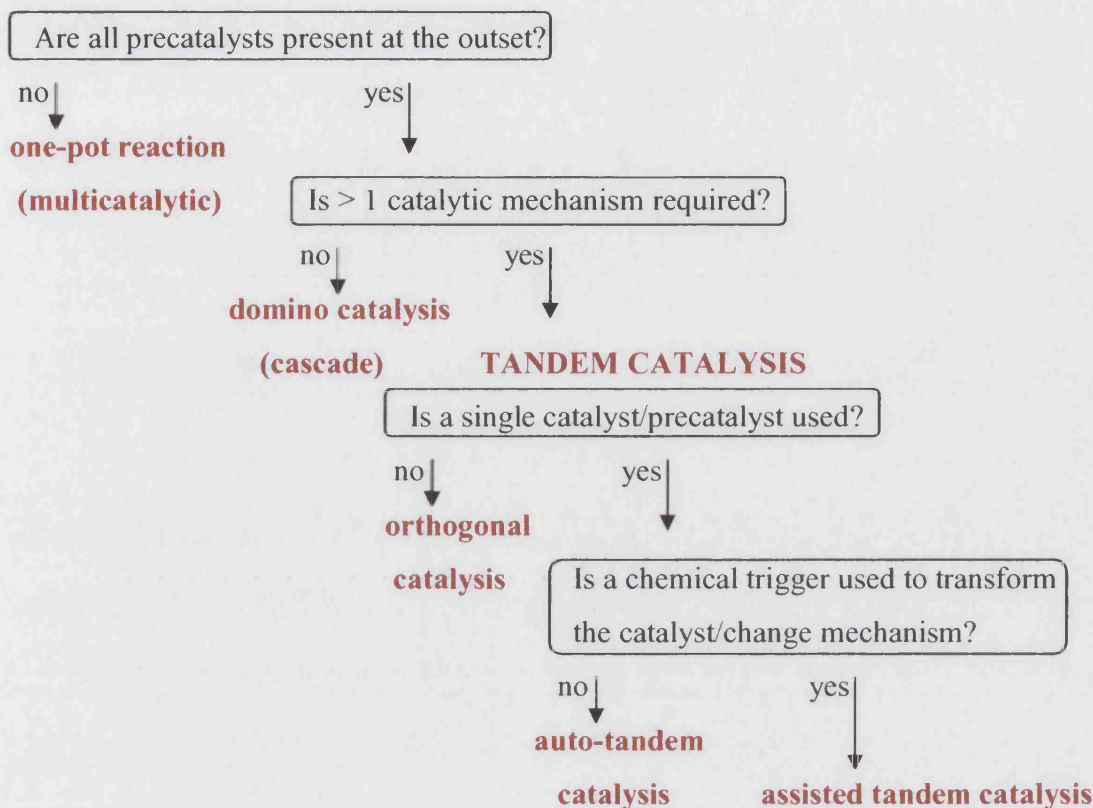 Are all precatalysts present at the outset?
no
yes
one-pot reaction
(multicatalytic)
Is > 1 catalytic mechanism required?
no
yes
domino catalysis
(cascade)
TANDEM CATALYSIS
Is a single catalyst/precatalyst used?
no
yes
orthogonal
catalysis
Is a chemical trigger used to transform
the catalyst/change mechanism?
no
yes
auto-tandem
catalysis
assisted tandem catalysis